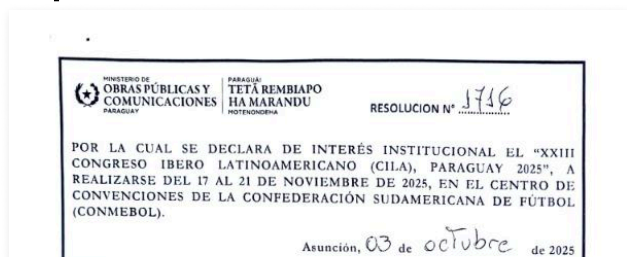 MINISTERIO DE
OBRAS PÚBLICAS Y
COMUNICACIONES
PARAGUAY
PARAGUÁI
TETÃ REMBIAPO
HA MARANDU
MOTENONDEHA
RESOLUCION N° 1716
POR LA CUAL SE DECLARA DE INTERÉS INSTITUCIONAL EL “XXIII
CONGRESO IBERO LATINOAMERICANO (CILA), PARAGUAY 2025”, A
REALIZARSE DEL 17 AL 21 DE NOVIEMBRE DE 2025, EN EL CENTRO DE
CONVENCIONES DE LA CONFEDERACIÓN SUDAMERICANA DE FÚTBOL
(CONMEBOL).
Asunción, 03 de octubre de 2025